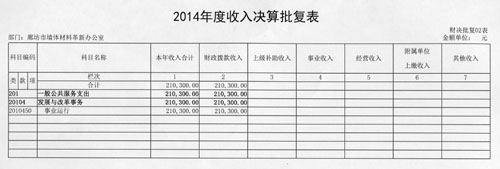 2014年度收入决算批复表
财决批复02表
部门：廊坊市墙体材料革新办公室 金额单位： 元
科目编码 科目名称 本年收入合计 财政拨款收入 上级补助收入 事业收入 经营收入 附属单位上缴收入 其他收入
类 款 项 栏次 1 2 3 4 5 6 7
合计 210,300.00 210,300.00
201 一般公共服务支出 210,300.00 210,300.00
20104 发展与改革事务 210,300.00 210,300.00
2010450 事业运行 210,300.00 210,300.00